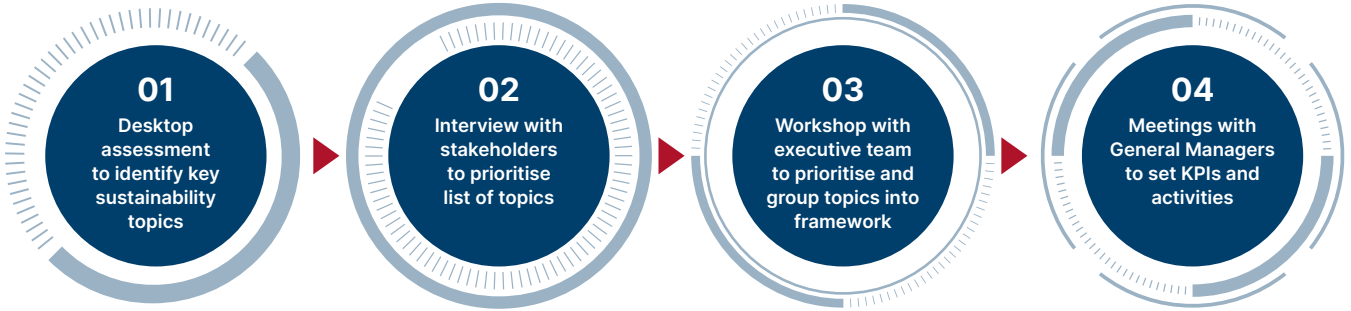 01
Desktop
assessment
to identify key
sustainability
topics
02
Interview with
stakeholders
to prioritise
list of topics
03
Workshop with
executive team
to prioritise and
group topics into
framework
04
Meetings with
General Managers
to set KPIs and
activities